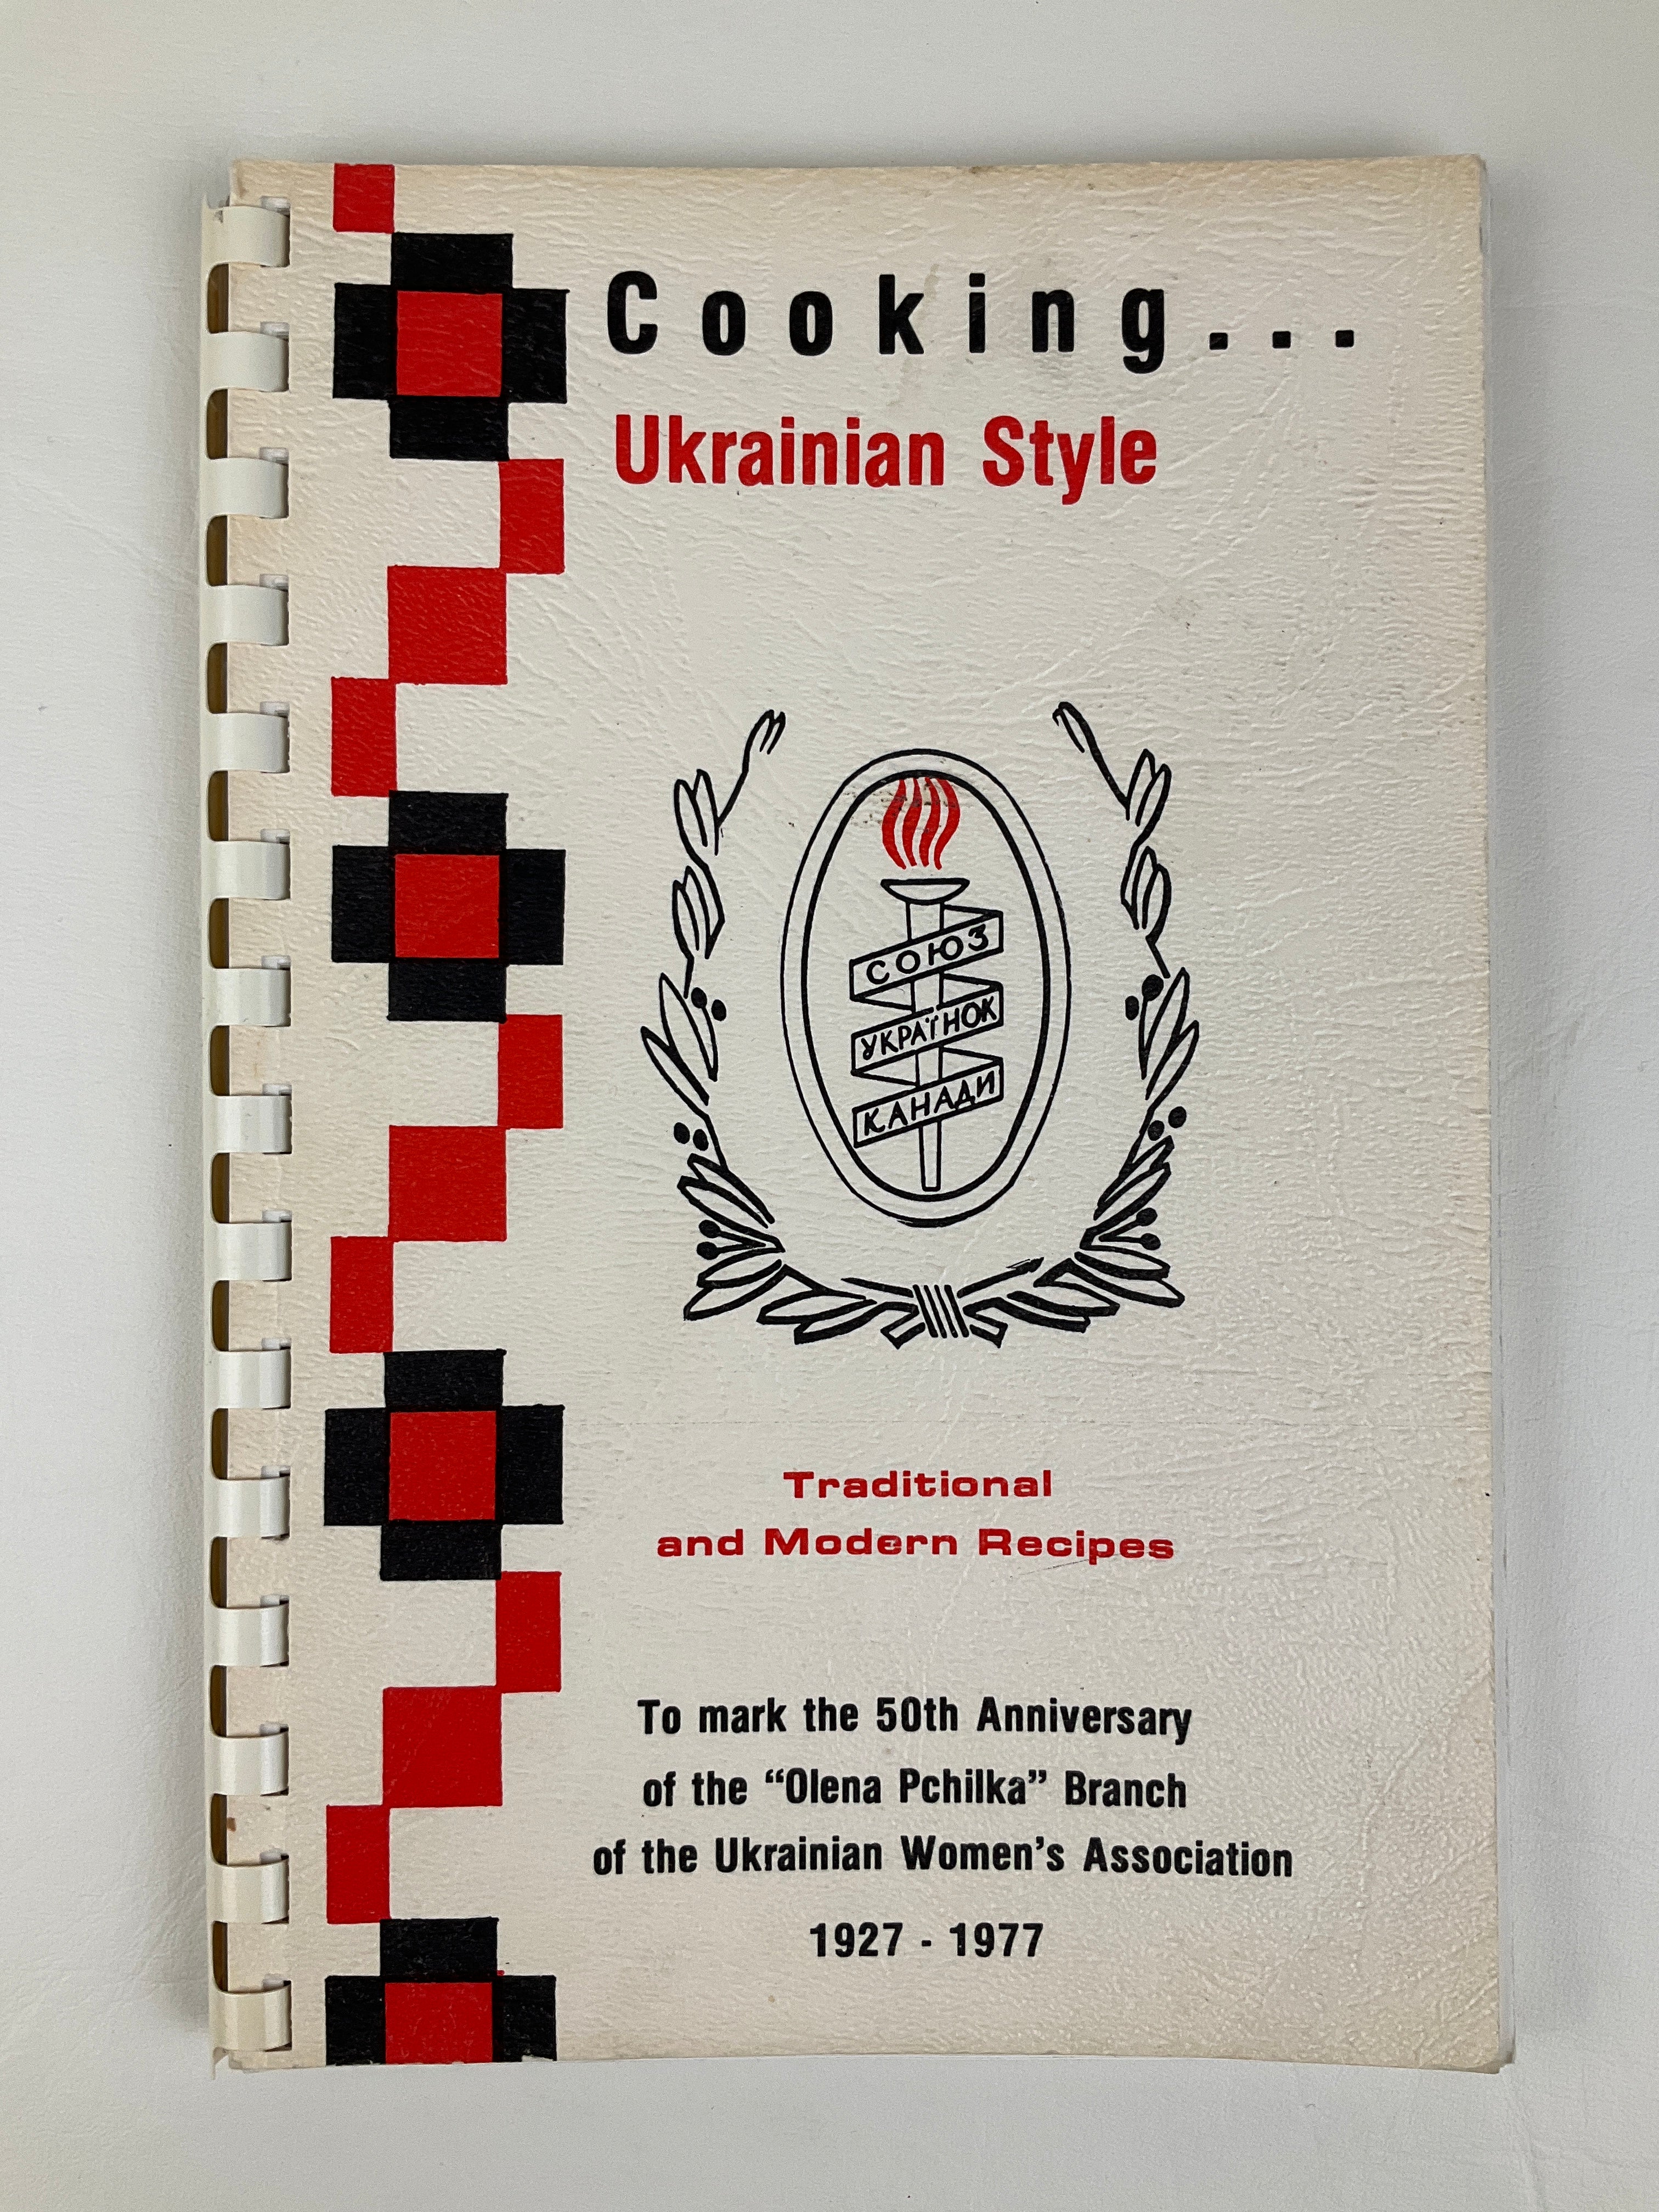 Cooking...
Ukrainian Style
СОЮЗ
УКРАЇНОК
КАНАДИ
Traditional
and Modern Recipes
To mark the 50th Anniversary
of the “Olena Pchilka” Branch
of the Ukrainian Women's Association
1927 - 1977